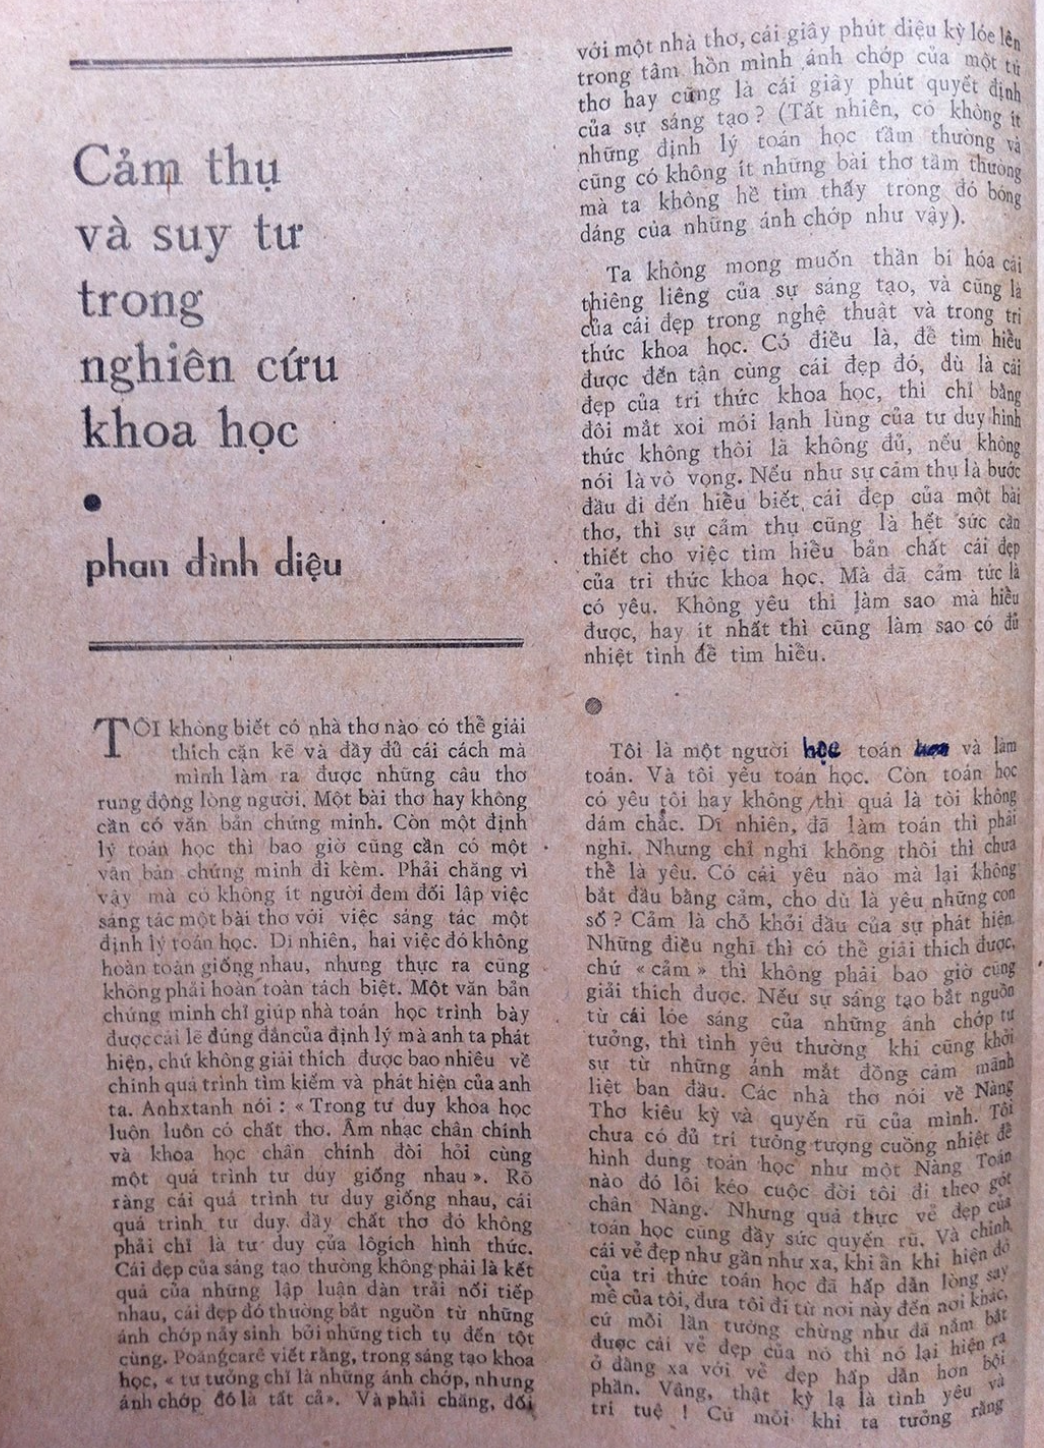 Cảm thụ
và suy tư
trong
nghiên cứu
khoa học
phan đình diệu
TÔI không biết có nhà thơ nào có thể giải
thích cặn kẽ và đầy đủ cái cách mà
mình làm ra được những câu thơ
rung động lòng người. Một bài thơ hay không
cần có văn bản chứng minh. Còn một định
lý toán học thì bao giờ cũng cần có một
văn bản chứng minh đi kèm. Phải chăng vì
vậy mà có không ít người đem đối lập việc
sáng tác một bài thơ với việc sáng tác một
định lý toán học. Dĩ nhiên, hai việc đó không
hoàn toàn giống nhau, nhưng thực ra cũng
không phải hoàn toàn tách biệt. Một văn bản
chứng minh chỉ giúp nhà toán học trình bày
được cái lẽ đúng đắn của định lý mà anh ta phát
hiện, chứ không giải thích được bao nhiêu về
chính quá trình tìm kiếm và phát hiện của anh
ta. Anhxtanh nói : « Trong tư duy khoa học
luôn luôn có chất thơ. Âm nhạc chân chính
và khoa học chân chính đòi hỏi cùng
một quá trình tư duy giống nhau ». Rõ
ràng cái quá trình tư duy giống nhau, cái
quá trình tư duy đầy chất thơ đó không
phải chỉ là tư duy của lôgích hình thức.
Cái đẹp của sáng tạo thường không phải là kết
quả của những lập luận dàn trải nối tiếp
nhau, cái đẹp đó thường bắt nguồn từ những
ánh chớp nảy sinh bởi những tích tụ đến tột
cùng. Poăngcarê viết rằng, trong sáng tạo khoa
học, « tư tưởng chỉ là những ánh chớp, nhưng
ánh chớp đó là tất cả». Và phải chăng, đối
với một nhà thơ, cái giây phút diệu kỳ lóe lên
trong tâm hồn mình ánh chớp của một tứ
thơ hay cũng là cái giây phút quyết định
của sự sáng tạo ? (Tất nhiên, có không ít
những định lý toán học tầm thường và
cũng có không ít những bài thơ tầm thường
mà ta không hề tìm thấy trong đó bóng
dáng của những ánh chớp như vậy).
Ta không mong muốn thần bí hóa cái
thiêng liêng của sự sáng tạo, và cũng là
của cái đẹp trong nghệ thuật và trong tri
thức khoa học. Có điều là, để tìm hiểu
được đến tận cùng cái đẹp đó, dù là cái
đẹp của tri thức khoa học, thì chỉ bằng
đôi mắt xoi mói lạnh lùng của tư duy hình
thức không thôi là không đủ, nếu không
nói là vô vọng. Nếu như sự cảm thụ là bước
đầu đi đến hiểu biết cái đẹp của một bài
thơ, thì sự cảm thụ cũng là hết sức cần
thiết cho việc tìm hiểu bản chất cái đẹp
của tri thức khoa học. Mà đã cảm tức là
có yêu. Không yêu thì làm sao mà hiểu
được, hay ít nhất thì cũng làm sao có đủ
nhiệt tình để tìm hiểu.
Tôi là một người học toán và làm
toán. Và tôi yêu toán học. Còn toán học
có yêu tôi hay không thì quả là tôi không
dám chắc. Dĩ nhiên, đã làm toán thì phải
nghĩ. Nhưng chỉ nghĩ không thôi thì chưa
thể là yêu. Có cái yêu nào mà lại không
bắt đầu bằng cảm, cho dù là yêu những con
số ? Cảm là chỗ khởi đầu của sự phát hiện.
Những điều nghĩ thì có thể giải thích được,
chứ « cảm » thì không phải bao giờ cũng
giải thích được. Nếu sự sáng tạo bắt nguồn
từ cái lóe sáng của những ánh chớp tư
tưởng, thì tình yêu thường khi cũng khởi
sự từ những ánh mắt đồng cảm mãnh
liệt ban đầu. Các nhà thơ nói về Nàng
Thơ kiêu kỳ và quyến rũ của mình. Tôi
chưa có đủ trí tưởng tượng cuồng nhiệt để
hình dung toán học như một Nàng Toán
nào đó lôi kéo cuộc đời tôi đi theo gót
chân Nàng. Nhưng quả thực vẻ đẹp của
toán học cũng đầy sức quyến rũ. Và chính
cái vẻ đẹp như gần như xa, khi ẩn khi hiện đó
của tri thức toán học đã hấp dẫn lòng say
mê của tôi, đưa tôi đi từ nơi này đến nơi khác,
cứ mỗi lần tưởng chừng như đã nắm bắt
được cái vẻ đẹp của nó thì nó lại hiện ra
ở đằng xa với vẻ đẹp hấp dẫn hơn bội
phần. Vâng, thật kỳ lạ là tình yêu và
trí tuệ ! Cứ mỗi khi ta tưởng rằng